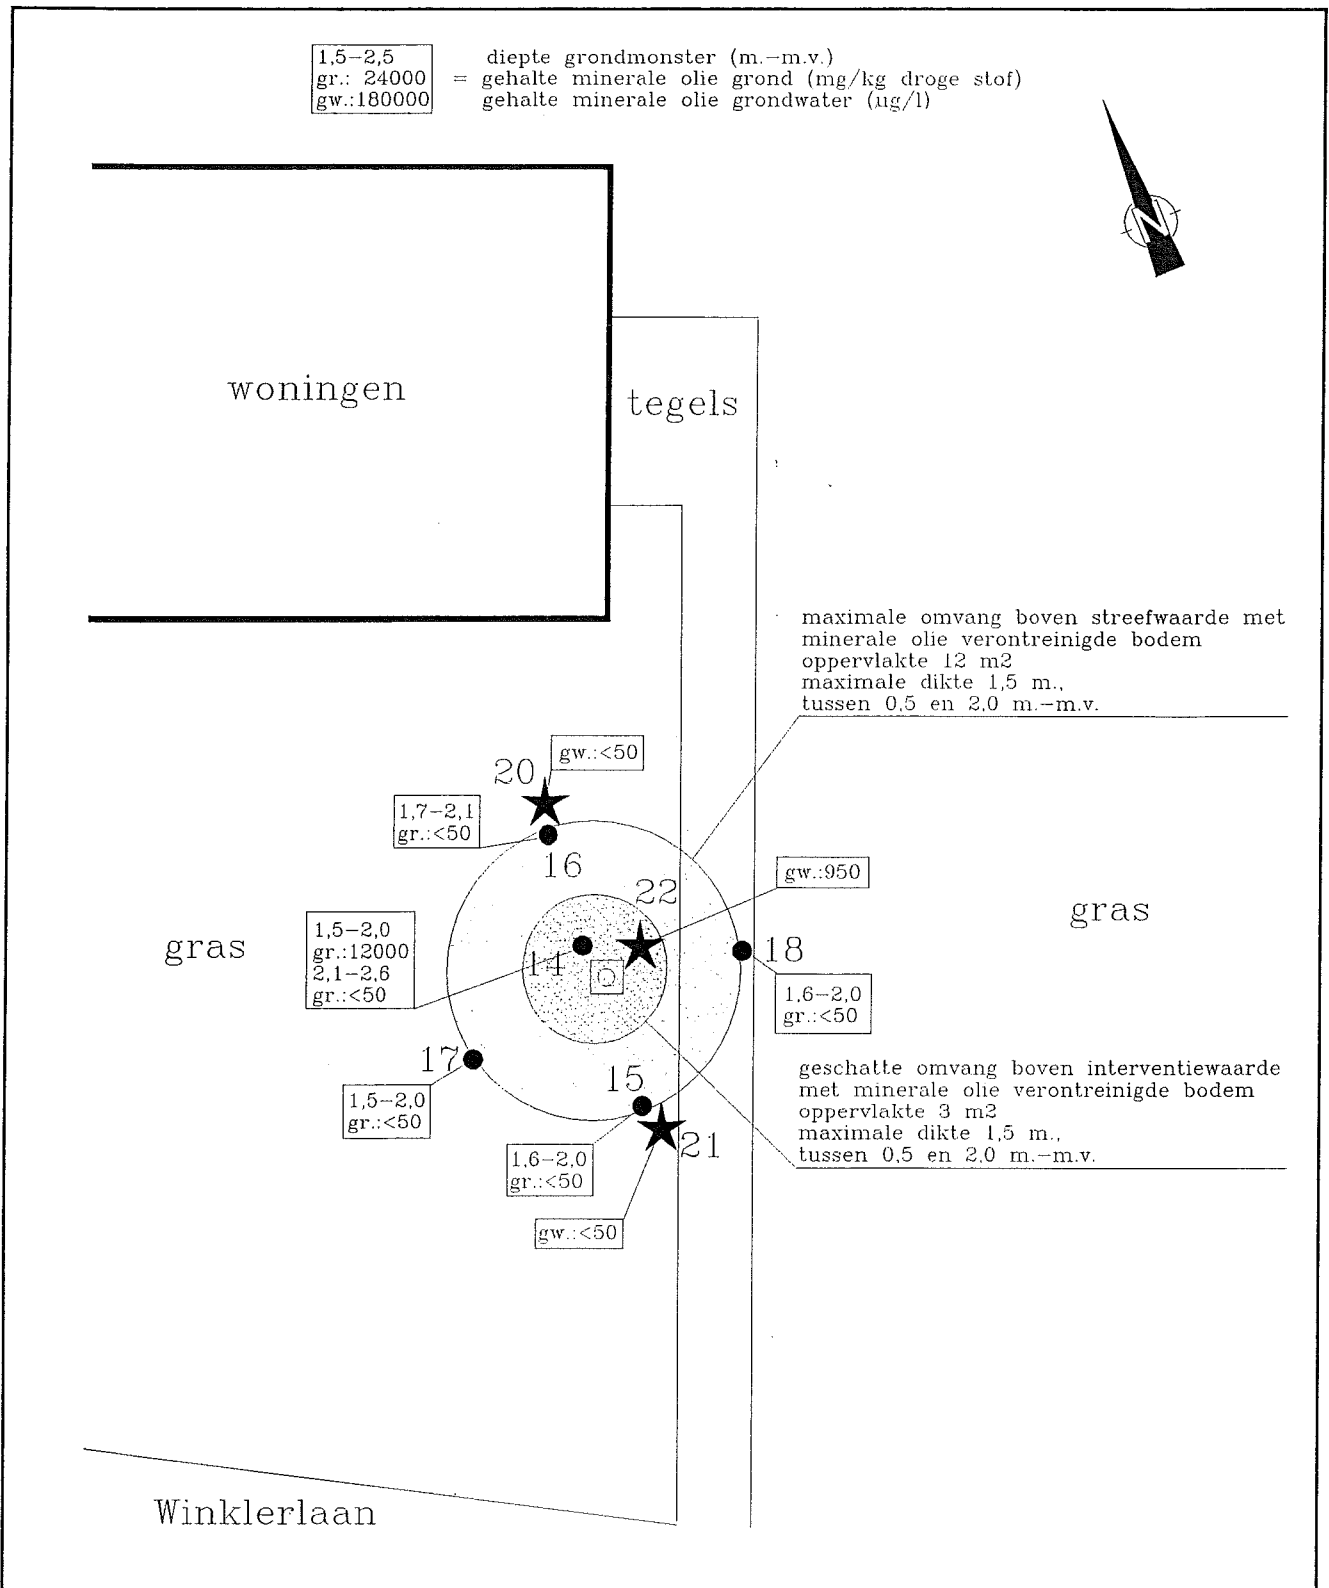 1,5-2,5 diepte grondmonster (m.-m.v.)
gr.: 24000 = gehalte minerale olie grond (mg/kg droge stof)
gw.:180000 gehalte minerale olie grondwater (ug/l)
N
woningen
tegels
maximale omvang boven streefwaarde met
minerale olie verontreinigde bodem
oppervlakte 12 m2
maximale dikte 1,5 m.,
tussen 0,5 en 2,0 m.-m.v.
gw.:<50
20
1,7-2,1
gr.:<50
16
22
gw.:950
gras
gras
1,5-2,0
gr.:12000
2,1-2,6
gr.:<50
14
18
1,6-2,0
gr.:<50
17
15
1,5-2,0
gr.:<50
21
1,6-2,0
gr.:<50
gw.:<50
geschatte omvang boven interventiewaarde
met minerale olie verontreinigde bodem
oppervlakte 3 m2
maximale dikte 1,5 m.,
tussen 0,5 en 2,0 m.-m.v.
Winklerlaan